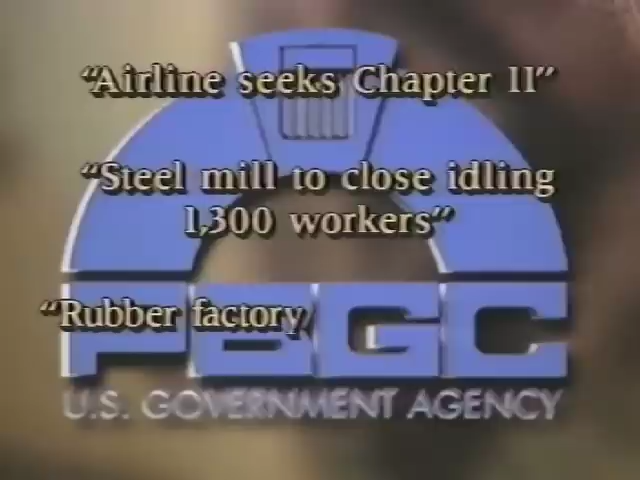 “Airline seeks Chapter 11”
“Steel mill to close idling
1,300 workers”
“Rubber factory
PBGC
U.S. GOVERNMENT AGENCY